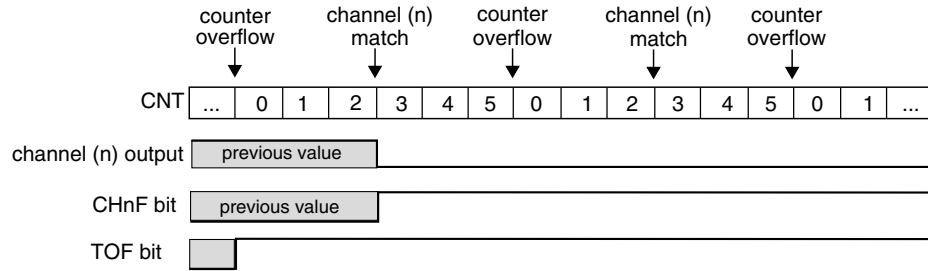 counter overflow
channel (n) match
counter overflow
channel (n) match
counter overflow
CNT ... 0 1 2 3 4 5 0 1 2 3 4 5 0 1 ...
channel (n) output previous value
CHnF bit previous value
TOF bit